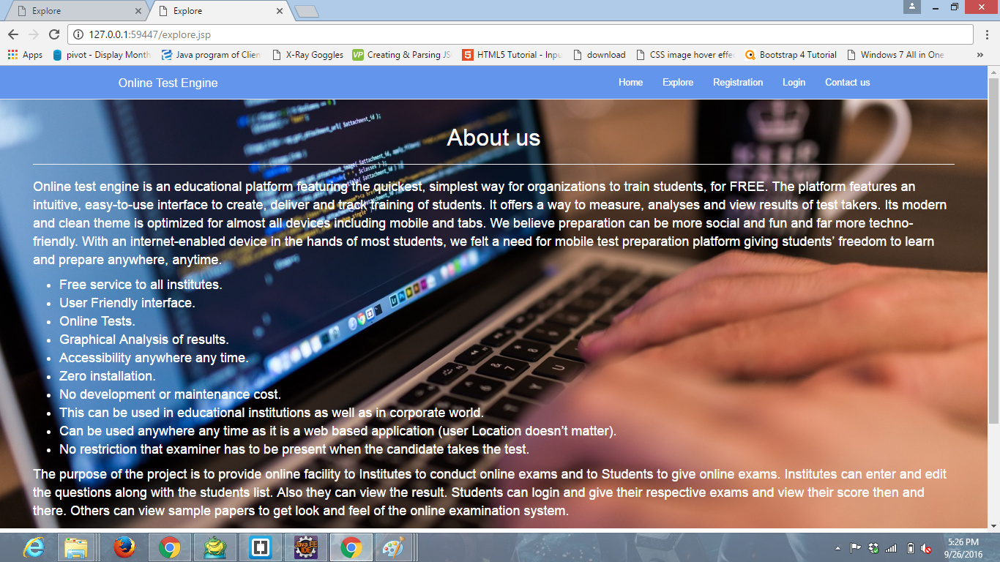 Explore
Explore
127.0.0.1:59447/explore.jsp
Apps pivot - Display Month Java program of Clien X-Ray Goggles Creating & Parsing JS HTML5 Tutorial - Inpu download CSS image hover effe Bootstrap 4 Tutorial Windows 7 All in One »
Online Test Engine Home Explore Registration Login Contact us
About us
Online test engine is an educational platform featuring the quickest, simplest way for organizations to train students, for FREE. The platform features an
intuitive, easy-to-use interface to create, deliver and track training of students. It offers a way to measure, analyses and view results of test takers. Its modern
and clean theme is optimized for almost all devices including mobile and tabs. We believe preparation can be more social and fun and far more techno-
friendly. With an internet-enabled device in the hands of most students, we felt a need for mobile test preparation platform giving students’ freedom to learn
and prepare anywhere, anytime.
• Free service to all institutes.
• User Friendly interface.
• Online Tests.
• Graphical Analysis of results.
• Accessibility anywhere any time.
• Zero installation.
• No development or maintenance cost.
• This can be used in educational institutions as well as in corporate world.
• Can be used anywhere any time as it is a web based application (user Location doesn’t matter).
• No restriction that examiner has to be present when the candidate takes the test.
The purpose of the project is to provide online facility to Institutes to conduct online exams and to Students to give online exams. Institutes can enter and edit
the questions along with the students list. Also they can view the result. Students can login and give their respective exams and view their score then and
there. Others can view sample papers to get look and feel of the online examination system.
Java EE
IDE
5:26 PM
9/26/2016